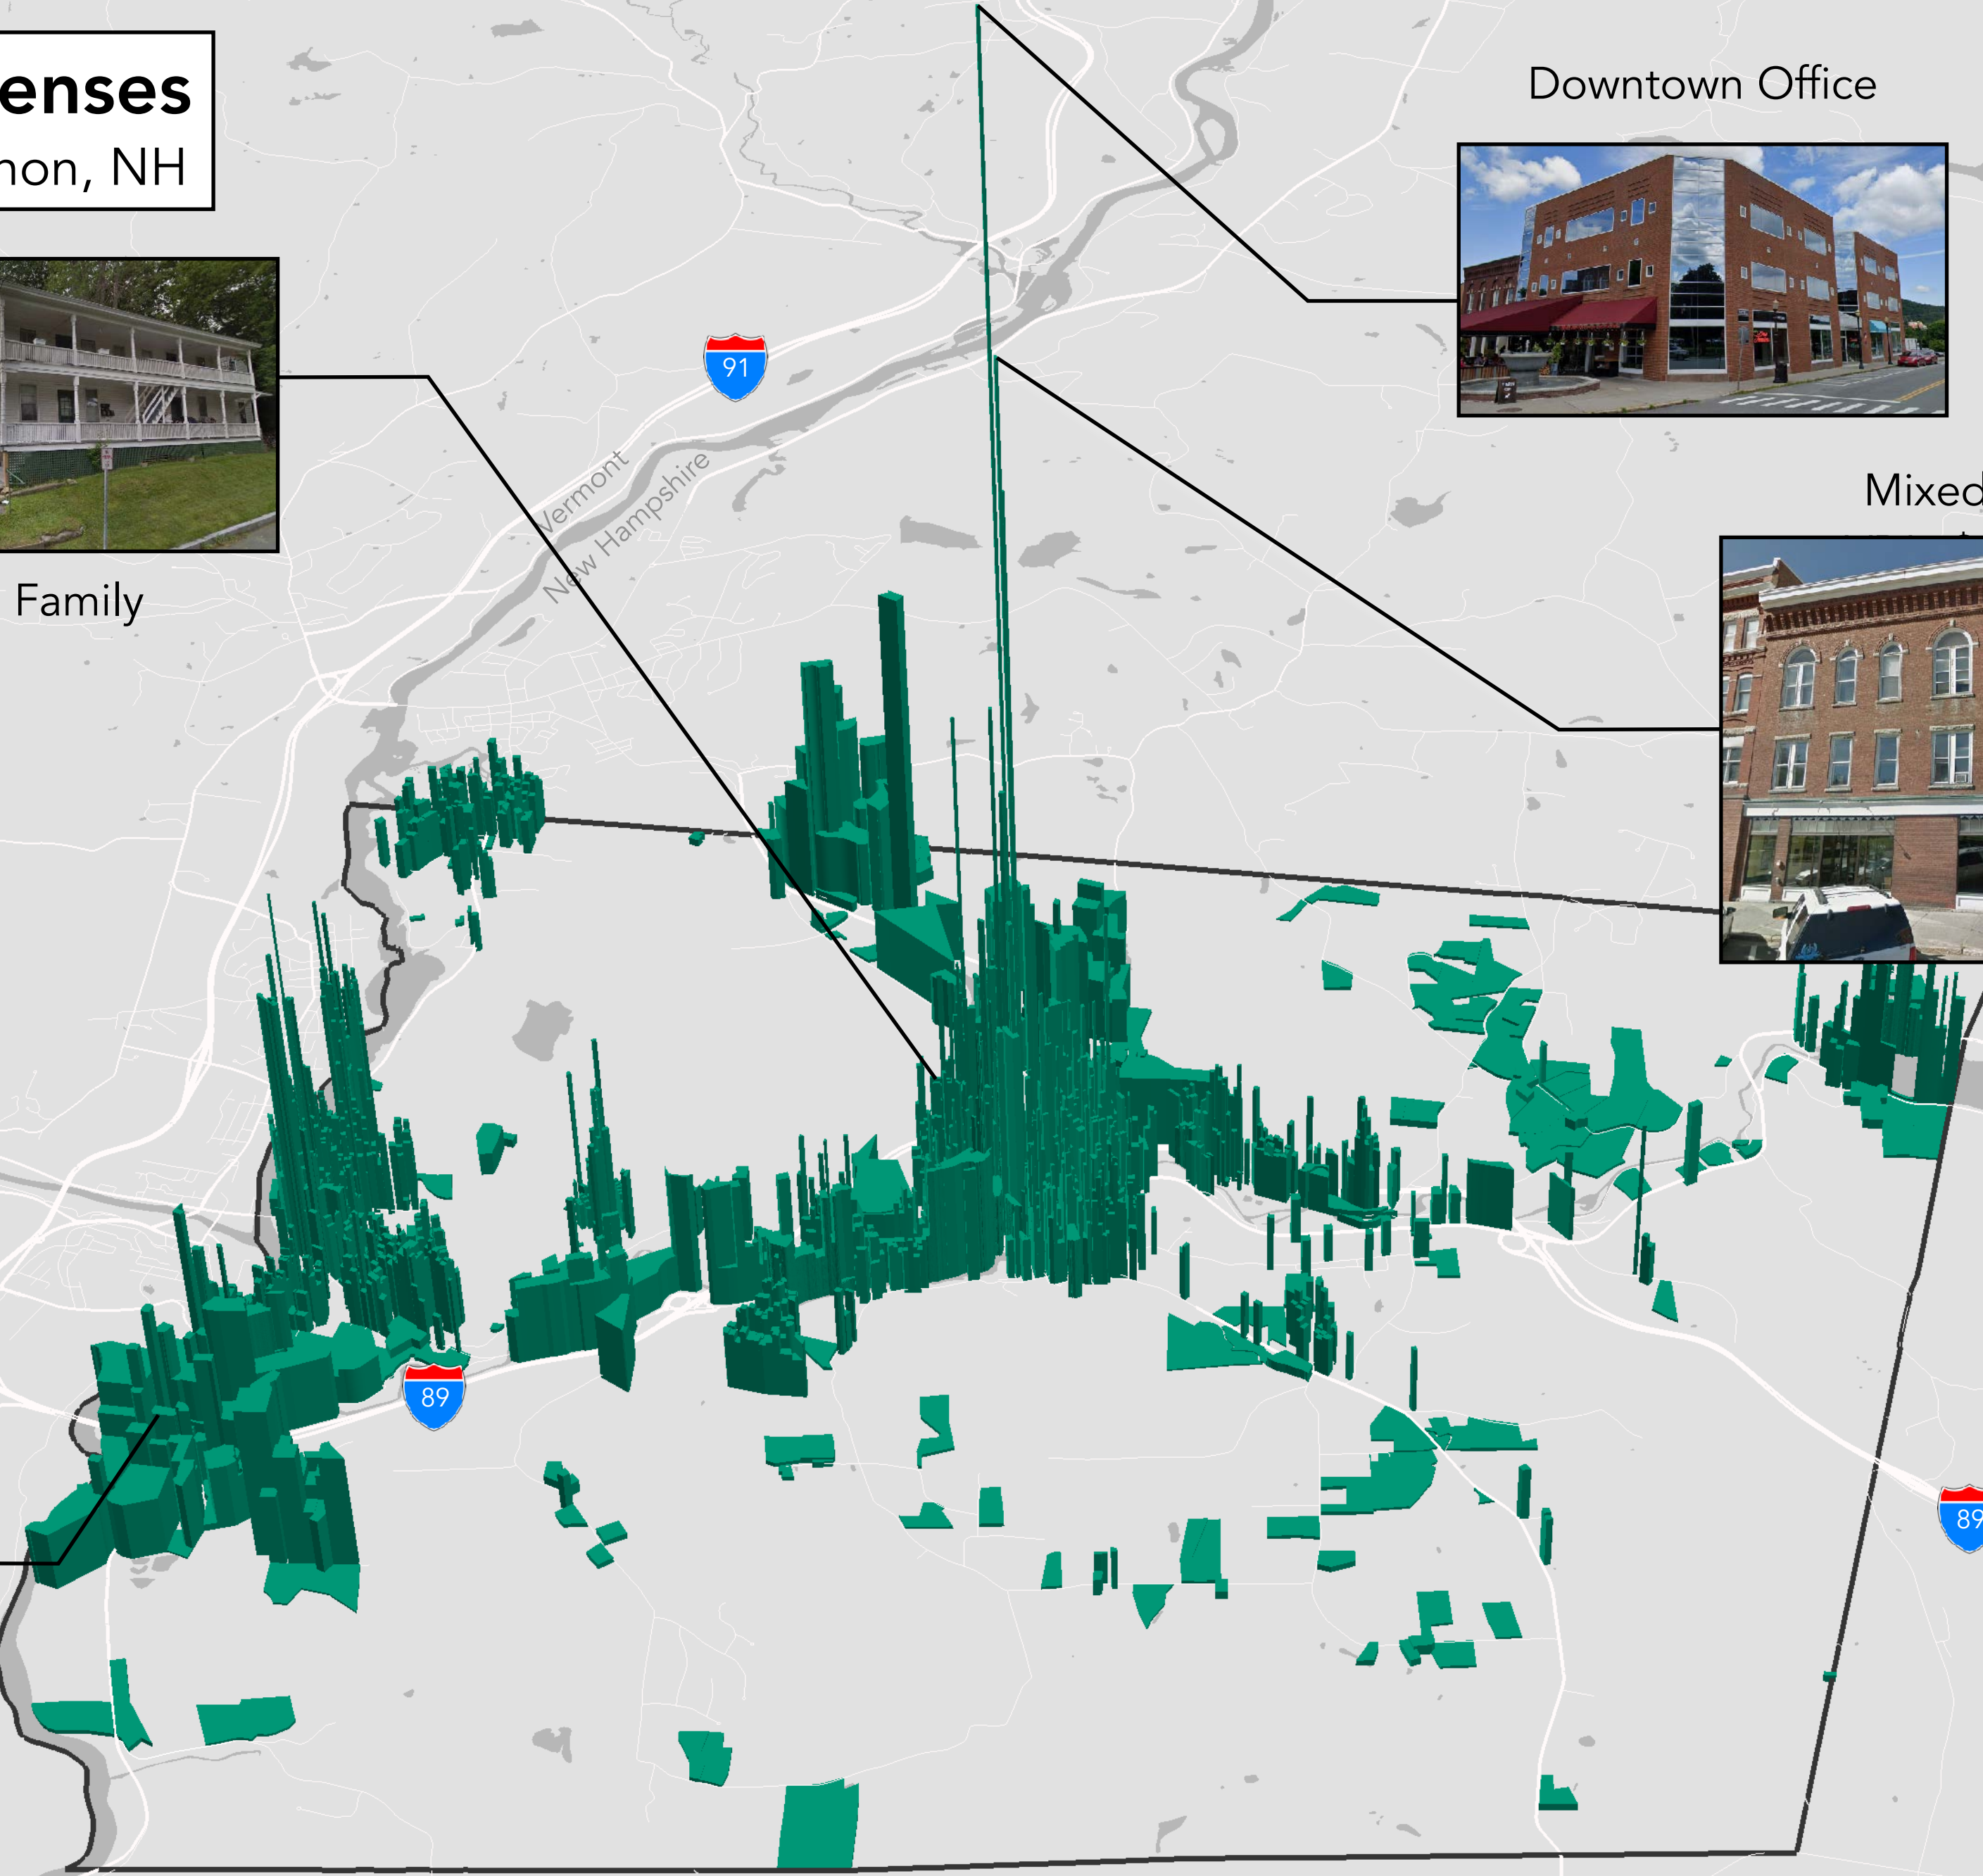 enses
non, NH
Downtown Office
91
Vermont
New Hampshire
Mixed
Family
89
89